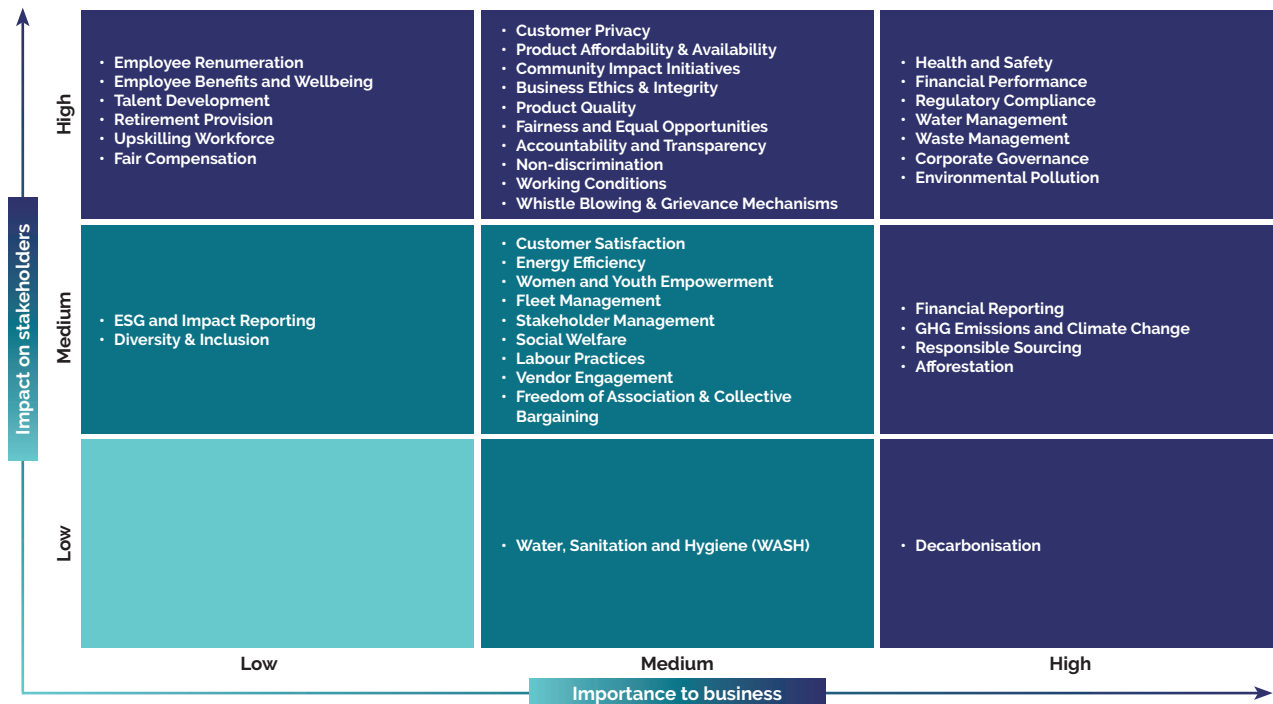 Impact on stakeholders
High
• Employee Renumeration
• Employee Benefits and Wellbeing
• Talent Development
• Retirement Provision
• Upskilling Workforce
• Fair Compensation
• Customer Privacy
• Product Affordability & Availability
• Community Impact Initiatives
• Business Ethics & Integrity
• Product Quality
• Fairness and Equal Opportunities
• Accountability and Transparency
• Non-discrimination
• Working Conditions
• Whistle Blowing & Grievance Mechanisms
• Health and Safety
• Financial Performance
• Regulatory Compliance
• Water Management
• Waste Management
• Corporate Governance
• Environmental Pollution
Medium
• ESG and Impact Reporting
• Diversity & Inclusion
• Customer Satisfaction
• Energy Efficiency
• Women and Youth Empowerment
• Fleet Management
• Stakeholder Management
• Social Welfare
• Labour Practices
• Vendor Engagement
• Freedom of Association & Collective
Bargaining
• Financial Reporting
• GHG Emissions and Climate Change
• Responsible Sourcing
• Afforestation
Low
• Water, Sanitation and Hygiene (WASH)
• Decarbonisation
Low
Medium
High
Importance to business